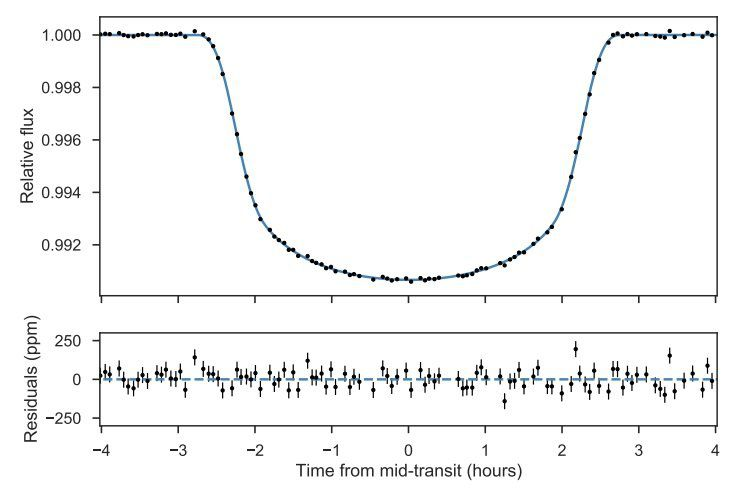 1.000
0.998
0.996
0.994
0.992
Relative flux
250
0
−250
Residuals (ppm)
−4 −3 −2 −1 0 1 2 3 4
Time from mid-transit (hours)